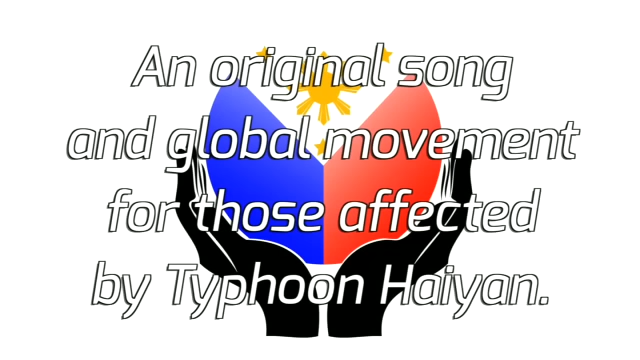 An original song
and global movement
for those affected
by Typhoon Haiyan.